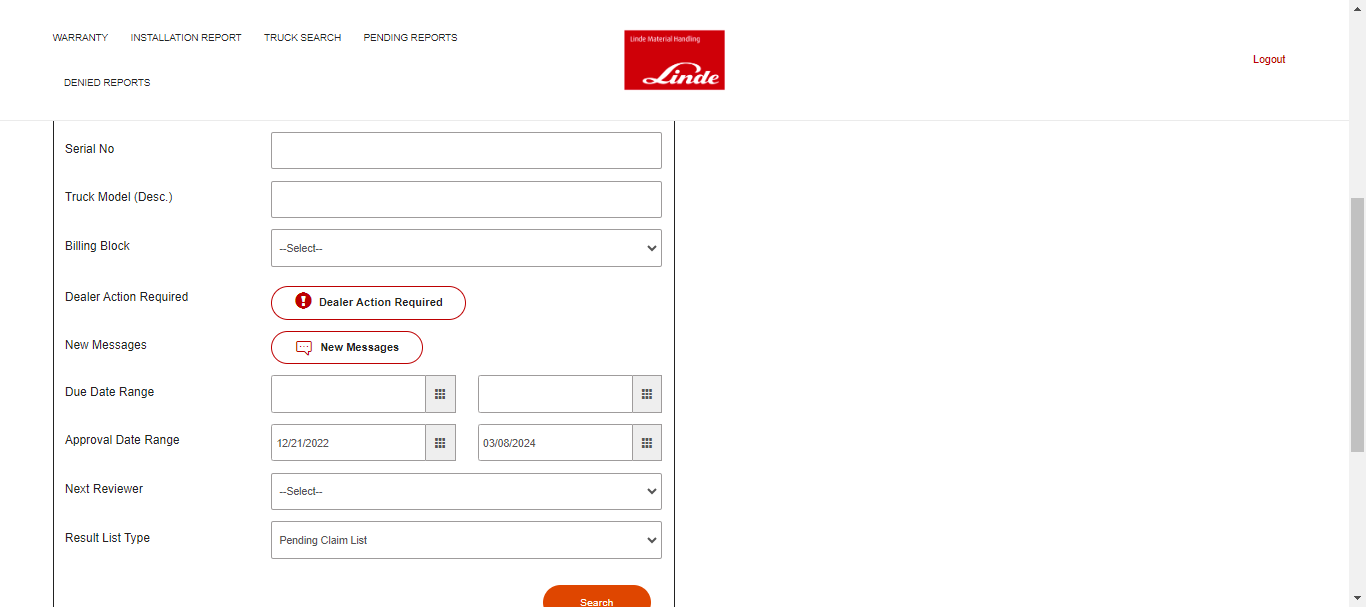 WARRANTY INSTALLATION REPORT TRUCK SEARCH PENDING REPORTS
DENIED REPORTS
Linde Material Handling
Linde
Logout
Serial No
Truck Model (Desc.)
Billing Block --Select--
Dealer Action Required Dealer Action Required
New Messages New Messages
Due Date Range
Approval Date Range 12/21/2022 03/08/2024
Next Reviewer --Select--
Result List Type Pending Claim List
Search